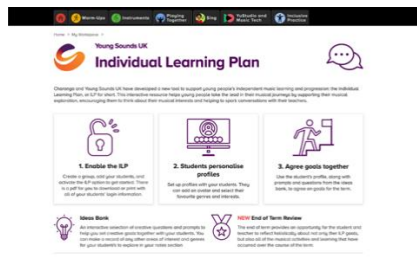 Warm-Ups
Instruments
Playing Together
Sing
YuStudio and Music Tech
Inclusive Practice
Home > My Workspace >
Young Sounds UK
Individual Learning Plan
Charanga and Young Sounds UK have developed a new tool to support young people's independent music learning and progression: the Individual
Learning Plan, or ILP for short. This interactive resource helps young people take the lead in their musical journeys by supporting their musical
exploration, encouraging them to think about their musical interests and helping to spark conversations with their teachers.
1. Enable the ILP
Create a group, add your students, and
activate the ILP option to get started. There
is a pdf for you to download or print with
all of your students' login information.
2. Students personalise
profiles
Set up profiles with your students. They
can add an avatar and select their
favourite genres and interests.
3. Agree goals together
Use the student's profile, along with
prompts and questions from the ideas
bank, to agree on goals for the term.
Ideas Bank
An interactive selection of creative questions and prompts to
help you set creative goals together with your students. You
can make a record of any other areas of interest and genres
for your students to explore in your notes section
NEW End of Term Review
The end of term provides an opportunity for the student and
teacher to reflect holistically about not only their ILP goals,
but also all of the musical activities and learning that have
occurred over the course of the term